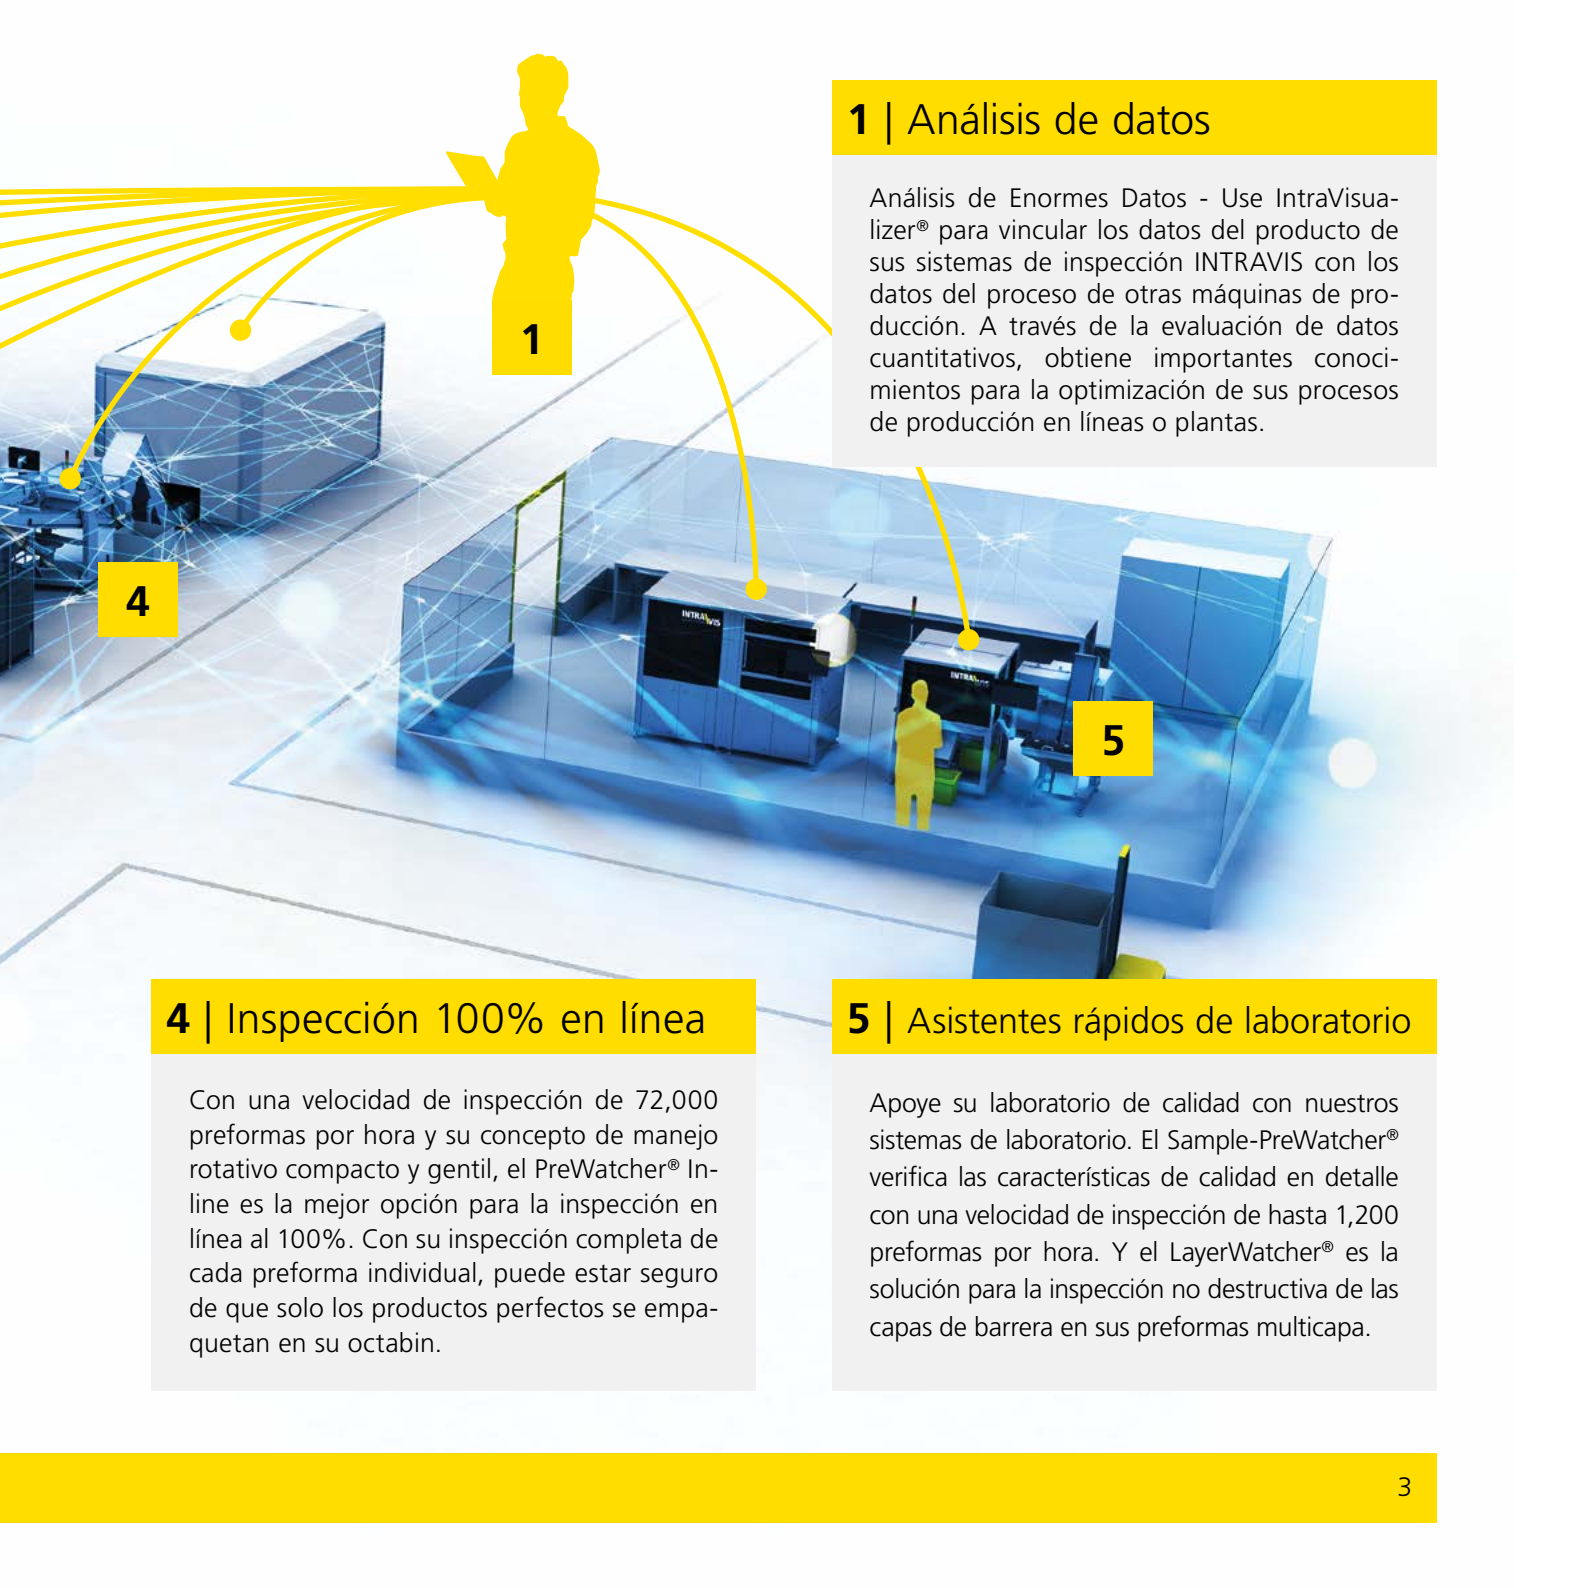 1 | Análisis de datos
Análisis de Enormes Datos - Use IntraVisua-
lizer® para vincular los datos del producto de
sus sistemas de inspección INTRAVIS con los
datos del proceso de otras máquinas de pro-
ducción. A través de la evaluación de datos
cuantitativos, obtiene importantes conoci-
mientos para la optimización de sus procesos
de producción en líneas o plantas.
1
4
INTRAVIS
INTRAVIS
5
4 | Inspección 100% en línea
Con una velocidad de inspección de 72,000
preformas por hora y su concepto de manejo
rotativo compacto y gentil, el PreWatcher® In-
line es la mejor opción para la inspección en
línea al 100%. Con su inspección completa de
cada preforma individual, puede estar seguro
de que solo los productos perfectos se empa-
quetan en su octabin.
5 | Asistentes rápidos de laboratorio
Apoye su laboratorio de calidad con nuestros
sistemas de laboratorio. El Sample-PreWatcher®
verifica las características de calidad en detalle
con una velocidad de inspección de hasta 1,200
preformas por hora. Y el LayerWatcher® es la
solución para la inspección no destructiva de las
capas de barrera en sus preformas multicapa.
3